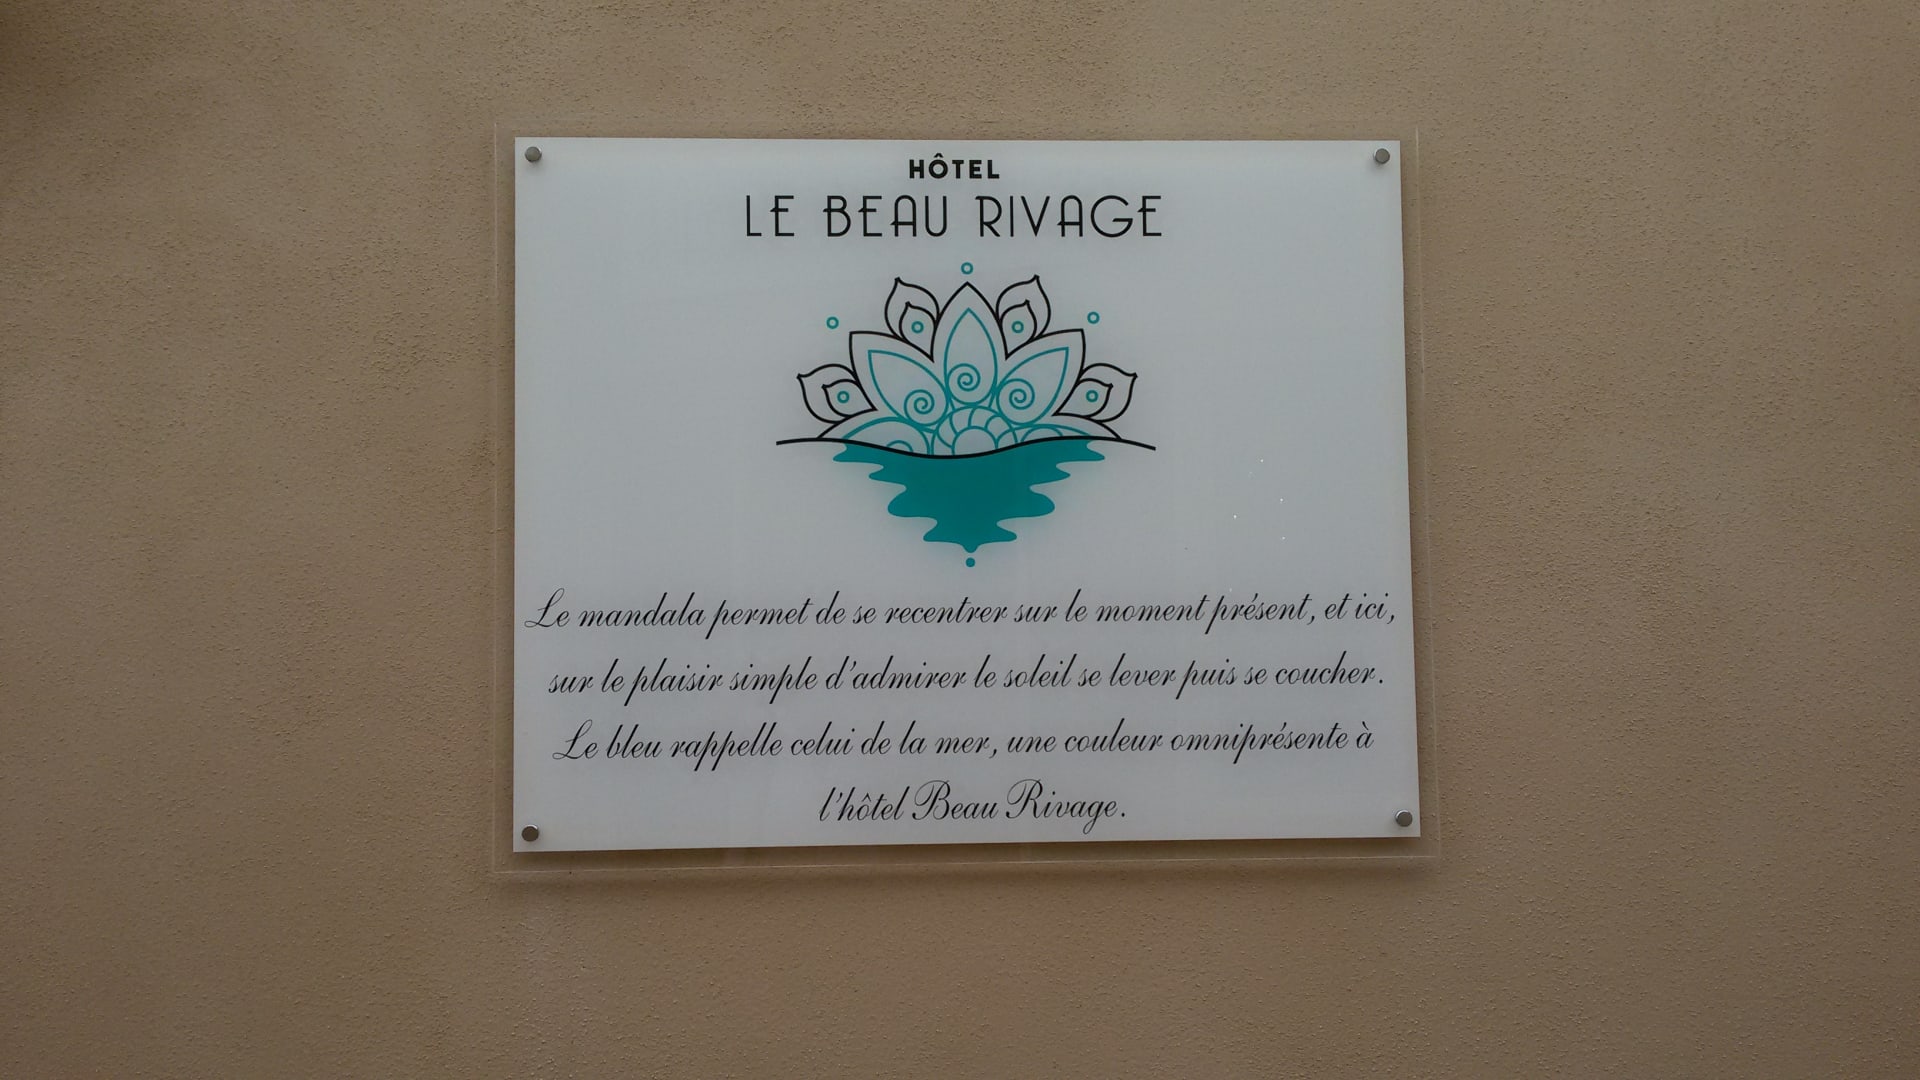 HÔTEL
LE BEAU RIVAGE
Le mandala permet de se recentrer sur le moment présent, et ici,
sur le plaisir simple d'admirer le soleil se lever puis se coucher.
Le bleu rappelle celui de la mer, une couleur omniprésente à
l'hôtel Beau Rivage.